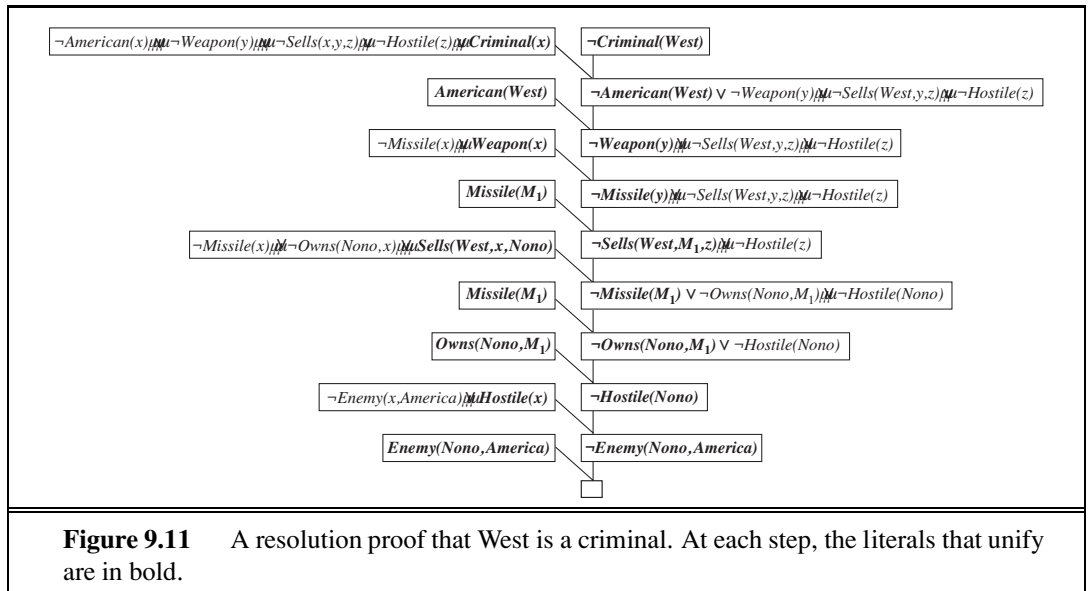 ¬American(x) ∨ ¬Weapon(y) ∨ ¬Sells(x,y,z) ∨ ¬Hostile(z) ∨ Criminal(x) ¬Criminal(West)
American(West) ¬American(West) ∨ ¬Weapon(y) ∨ ¬Sells(West,y,z) ∨ ¬Hostile(z)
¬Missile(x) ∨ Weapon(x) ¬Weapon(y) ∨ ¬Sells(West,y,z) ∨ ¬Hostile(z)
Missile(M₁) ¬Missile(y) ∨ ¬Sells(West,y,z) ∨ ¬Hostile(z)
¬Missile(x) ∨ ¬Owns(Nono,x) ∨ Sells(West,x,Nono) ¬Sells(West,M₁,z) ∨ ¬Hostile(z)
Missile(M₁) ¬Missile(M₁) ∨ ¬Owns(Nono,M₁) ∨ ¬Hostile(Nono)
Owns(Nono,M₁) ¬Owns(Nono,M₁) ∨ ¬Hostile(Nono)
¬Enemy(x,America) ∨ Hostile(x) ¬Hostile(Nono)
Enemy(Nono,America) ¬Enemy(Nono,America)
Figure 9.11 A resolution proof that West is a criminal. At each step, the literals that unify
are in bold.